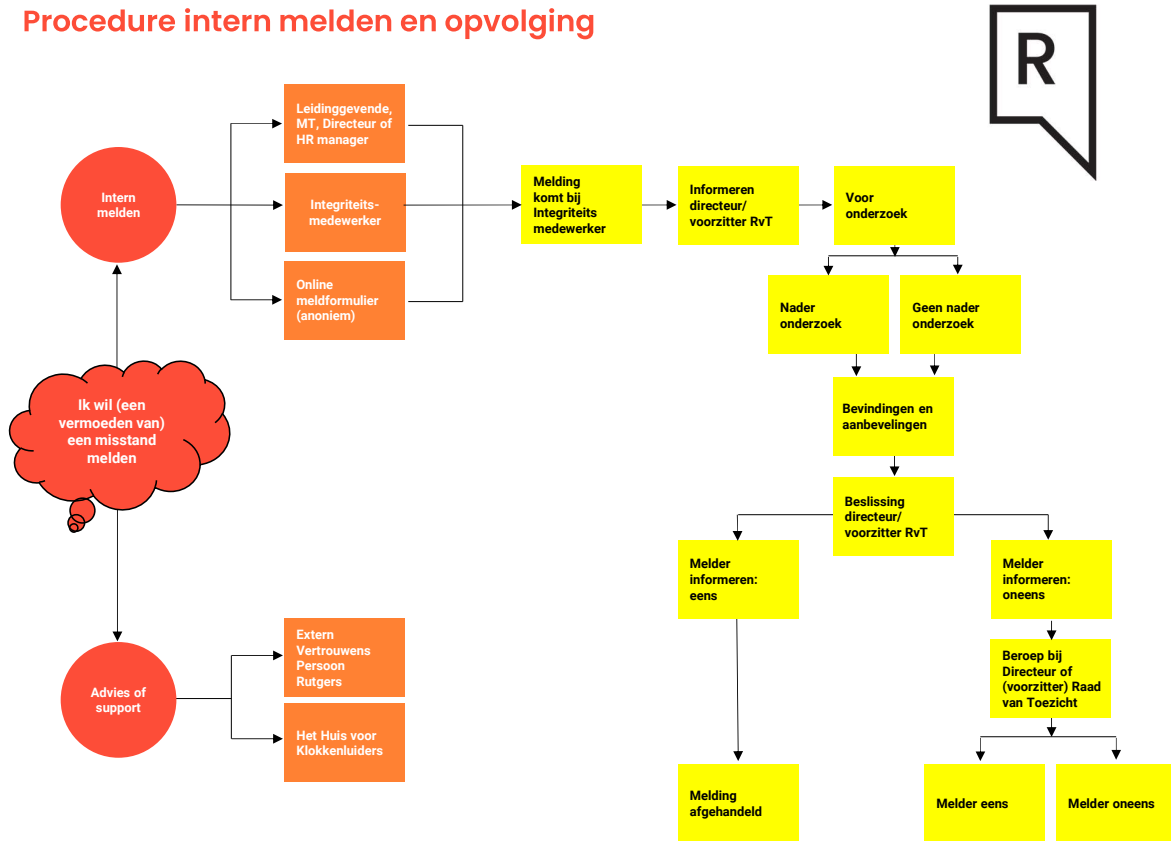 Procedure intern melden en opvolging
R
Leidinggevende,
MT, Directeur of
HR manager
Intern
melden
Integriteits-
medewerker
Online
meldformulier
(anoniem)
Melding
komt bij
Integriteits
medewerker
Informeren
directeur/
voorzitter RvT
Voor
onderzoek
Nader
onderzoek
Geen nader
onderzoek
Ik wil (een
vermoeden van)
een misstand
melden
Bevindingen en
aanbevelingen
Beslissing
directeur/
voorzitter RvT
Melder
informeren:
eens
Melder
informeren:
oneens
Extern
Vertrouwens
Persoon
Rutgers
Advies of
support
Het Huis voor
Klokkenluiders
Beroep bij
Directeur of
(voorzitter) Raad
van Toezicht
Melding
afgehandeld
Melder eens
Melder oneens